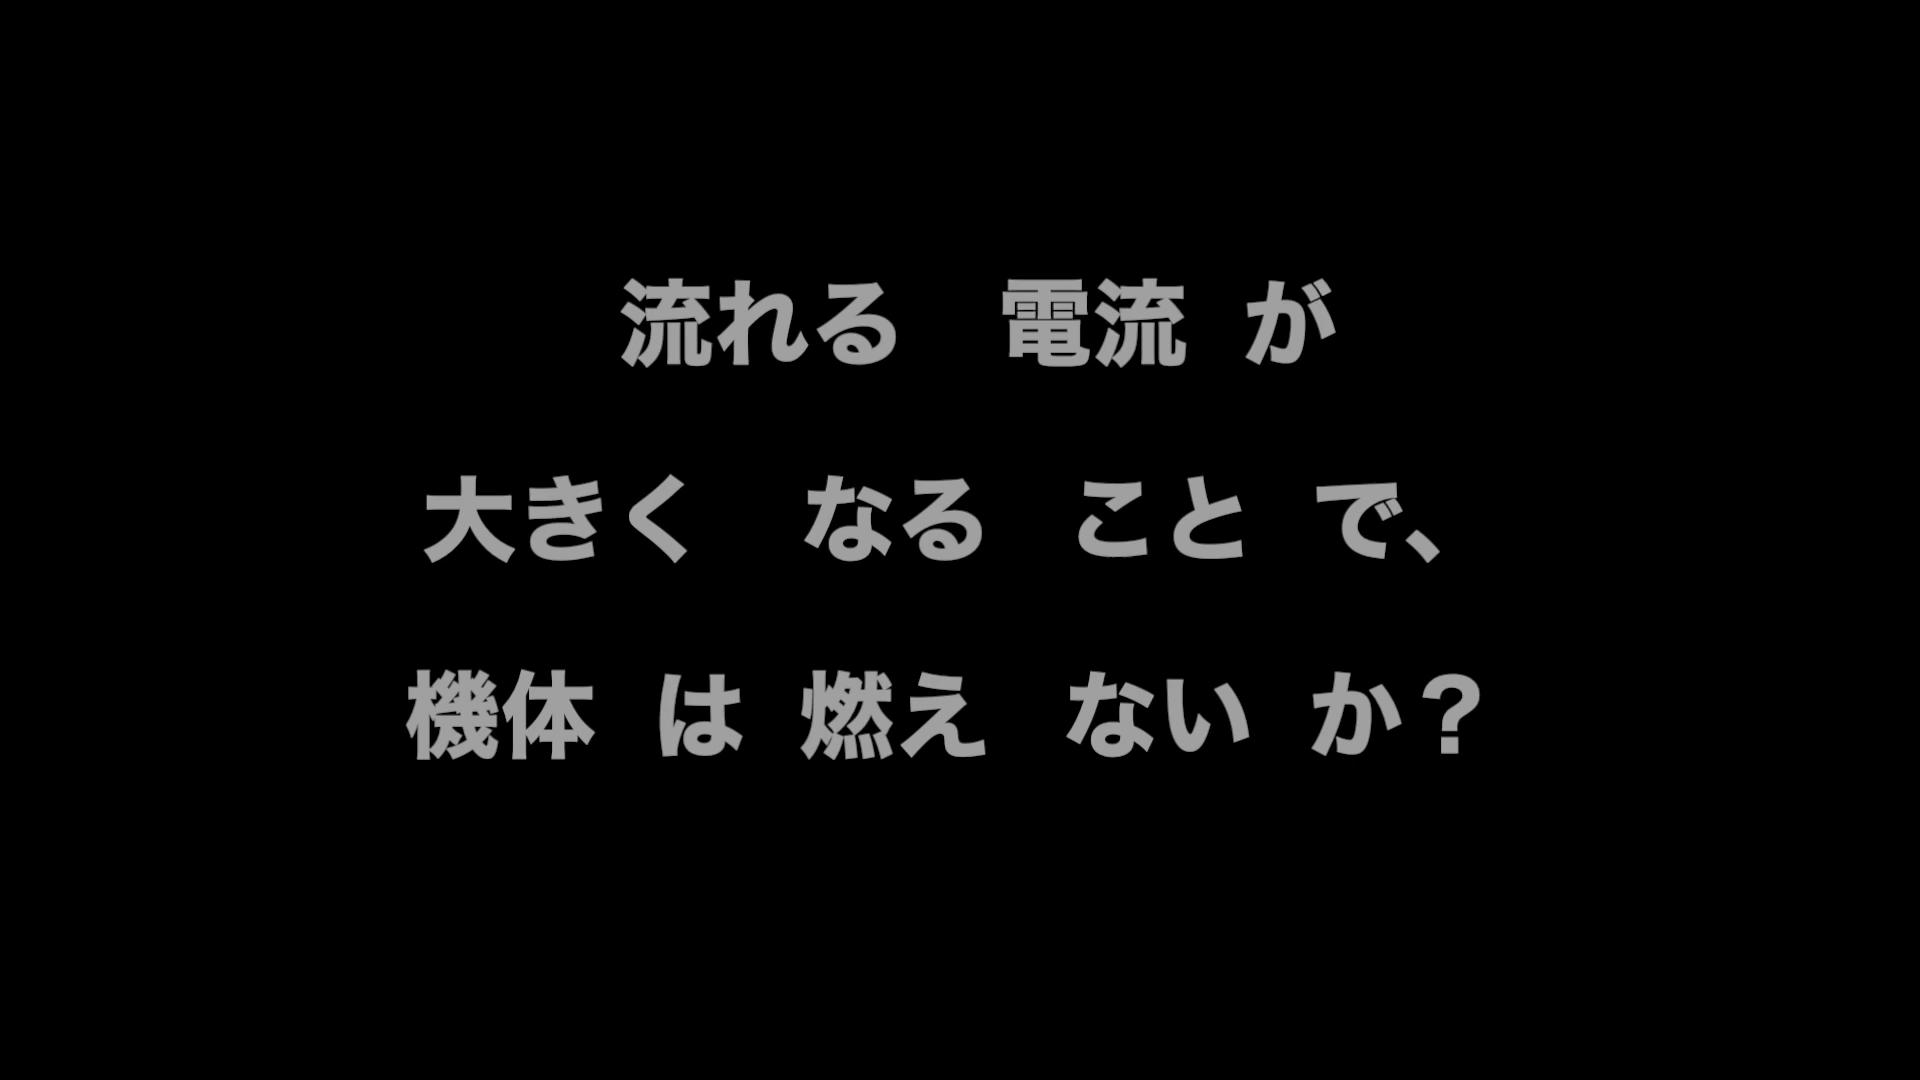 流れる 電流 が
大きく なる こと で、
機体 は 燃え ない か？